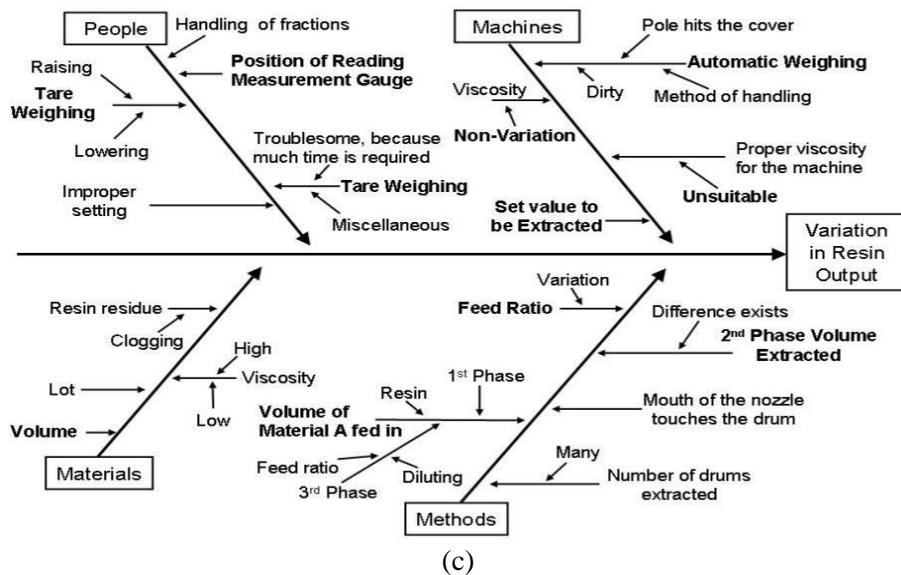 People
Handling of fractions
Position of Reading
Measurement Gauge
Raising
Tare
Weighing
Lowering
Troublesome, because
much time is required
Tare Weighing
Miscellaneous
Improper
setting
Machines
Pole hits the cover
Automatic Weighing
Dirty
Method of handling
Viscosity
Non-Variation
Proper viscosity
for the machine
Unsuitable
Set value to
be Extracted
Variation
in Resin
Output
Resin residue
Clogging
High
Viscosity
Low
Lot
Volume
Materials
Variation
Feed Ratio
Difference exists
2nd Phase Volume
Extracted
1st Phase
Resin
Volume of
Material A fed in
Feed ratio
3rd Phase
Diluting
Mouth of the nozzle
touches the drum
Many
Number of drums
extracted
Methods
(c)